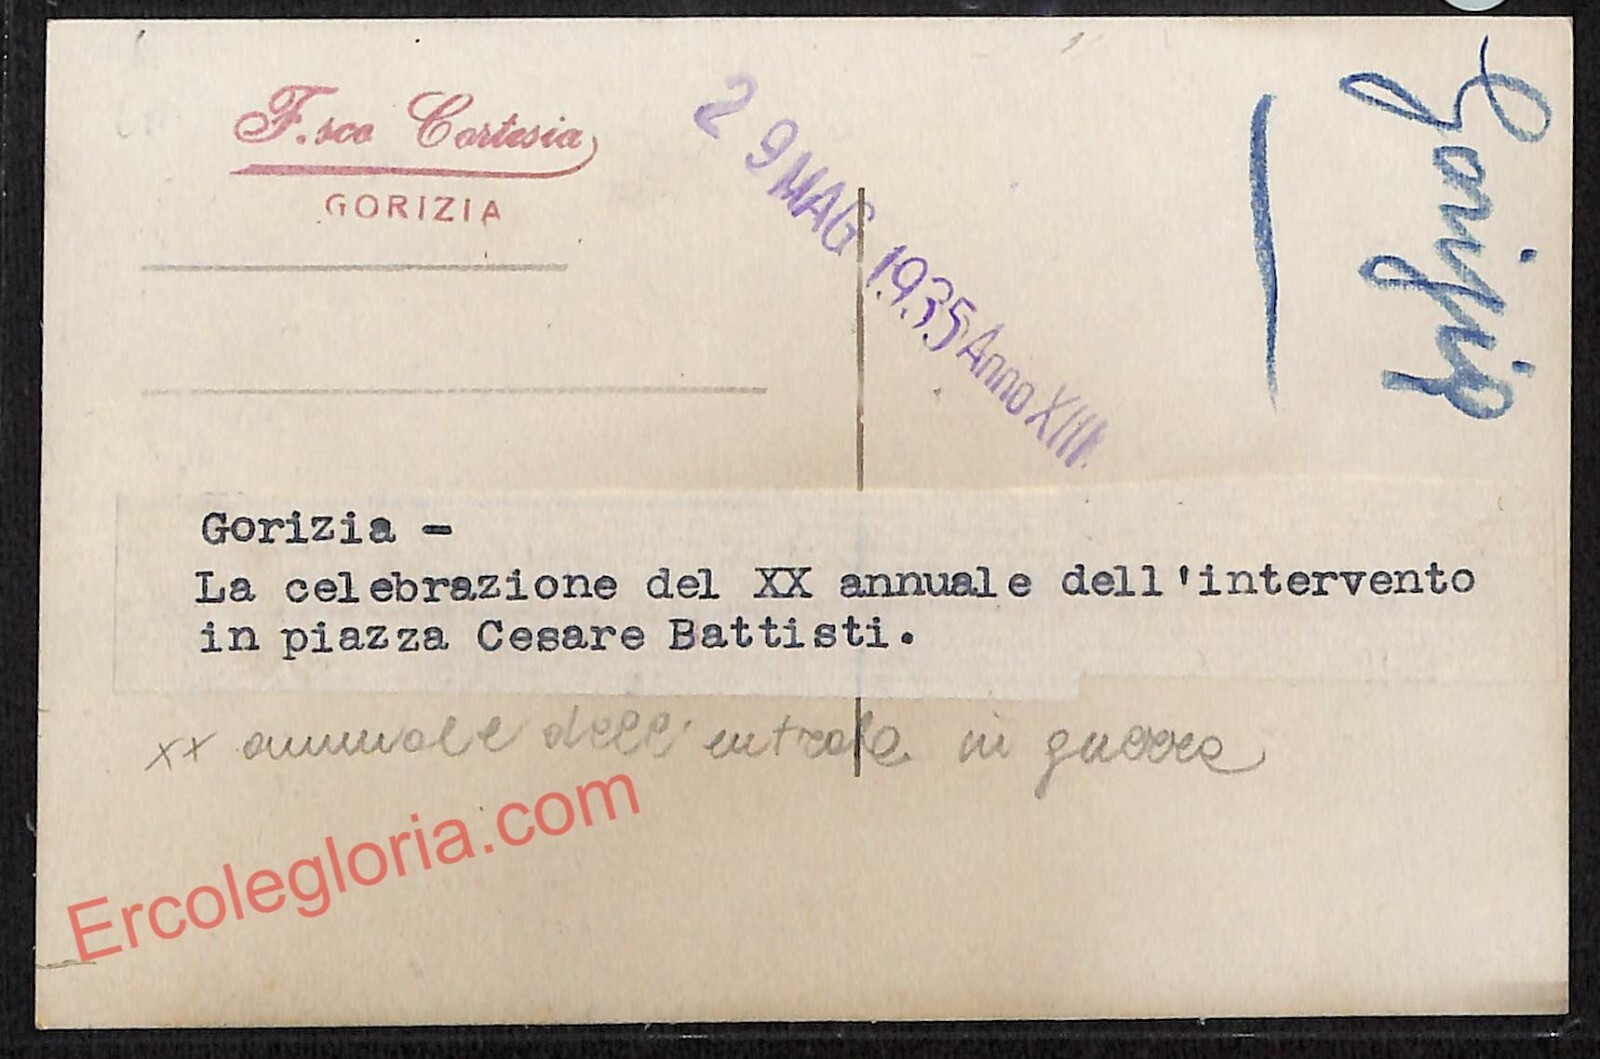 F.sco Cortesia
GORIZIA
29 MAG 1935 Anno XIII
Gorizia
Gorizia -
La celebrazione del XX annuale dell'intervento
in piazza Cesare Battisti.
XX annuale dell'entrata in guerra
Ercolegloria.com